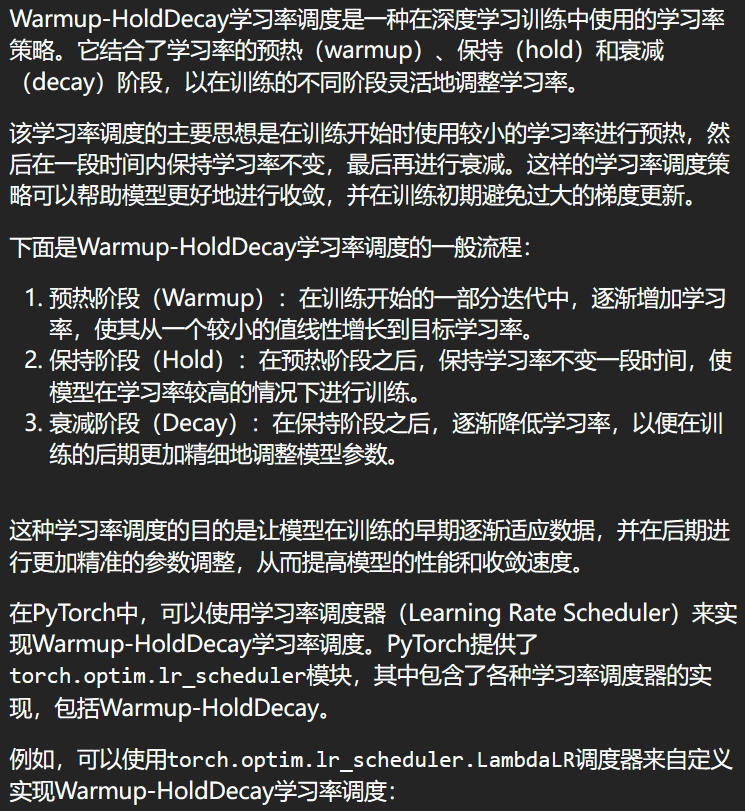 Warmup-HoldDecay学习率调度是一种在深度学习训练中使用的学习率
策略。它结合了学习率的预热（warmup）、保持（hold）和衰减
（decay）阶段，以在训练的不同阶段灵活地调整学习率。
该学习率调度的主要思想是在训练开始时使用较小的学习率进行预热，然
后在一段时间内保持学习率不变，最后再进行衰减。这样的学习率调度策
略可以帮助模型更好地进行收敛，并在训练初期避免过大的梯度更新。
下面是Warmup-HoldDecay学习率调度的一般流程：
1. 预热阶段（Warmup）：在训练开始的一部分迭代中，逐渐增加学习
率，使其从一个较小的值线性增长到目标学习率。
2. 保持阶段（Hold）：在预热阶段之后，保持学习率不变一段时间，使
模型在学习率较高的情况下进行训练。
3. 衰减阶段（Decay）：在保持阶段之后，逐渐降低学习率，以便在训
练的后期更加精细地调整模型参数。
这种学习率调度的目的是让模型在训练的早期逐渐适应数据，并在后期进
行更加精准的参数调整，从而提高模型的性能和收敛速度。
在PyTorch中，可以使用学习率调度器（Learning Rate Scheduler）来实
现Warmup-HoldDecay学习率调度。PyTorch提供了
torch.optim.lr_scheduler模块，其中包含了各种学习率调度器的实
现，包括Warmup-HoldDecay。
例如，可以使用torch.optim.lr_scheduler.LambdaLR调度器来自定义
实现Warmup-HoldDecay学习率调度：